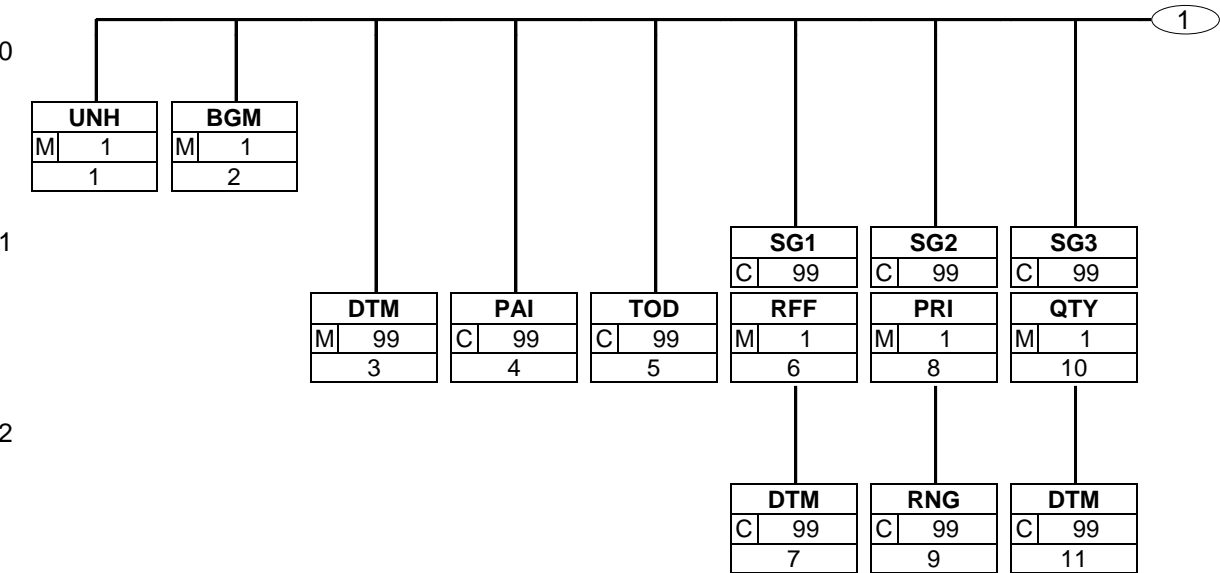 1
0
UNH BGM
M 1 M 1
1 2
1
SG1 SG2 SG3
C 99 C 99 C 99
DTM PAI TOD RFF PRI QTY
M 99 C 99 C 99 M 1 M 1 M 1
3 4 5 6 8 10
2
DTM RNG DTM
C 99 C 99 C 99
7 9 11